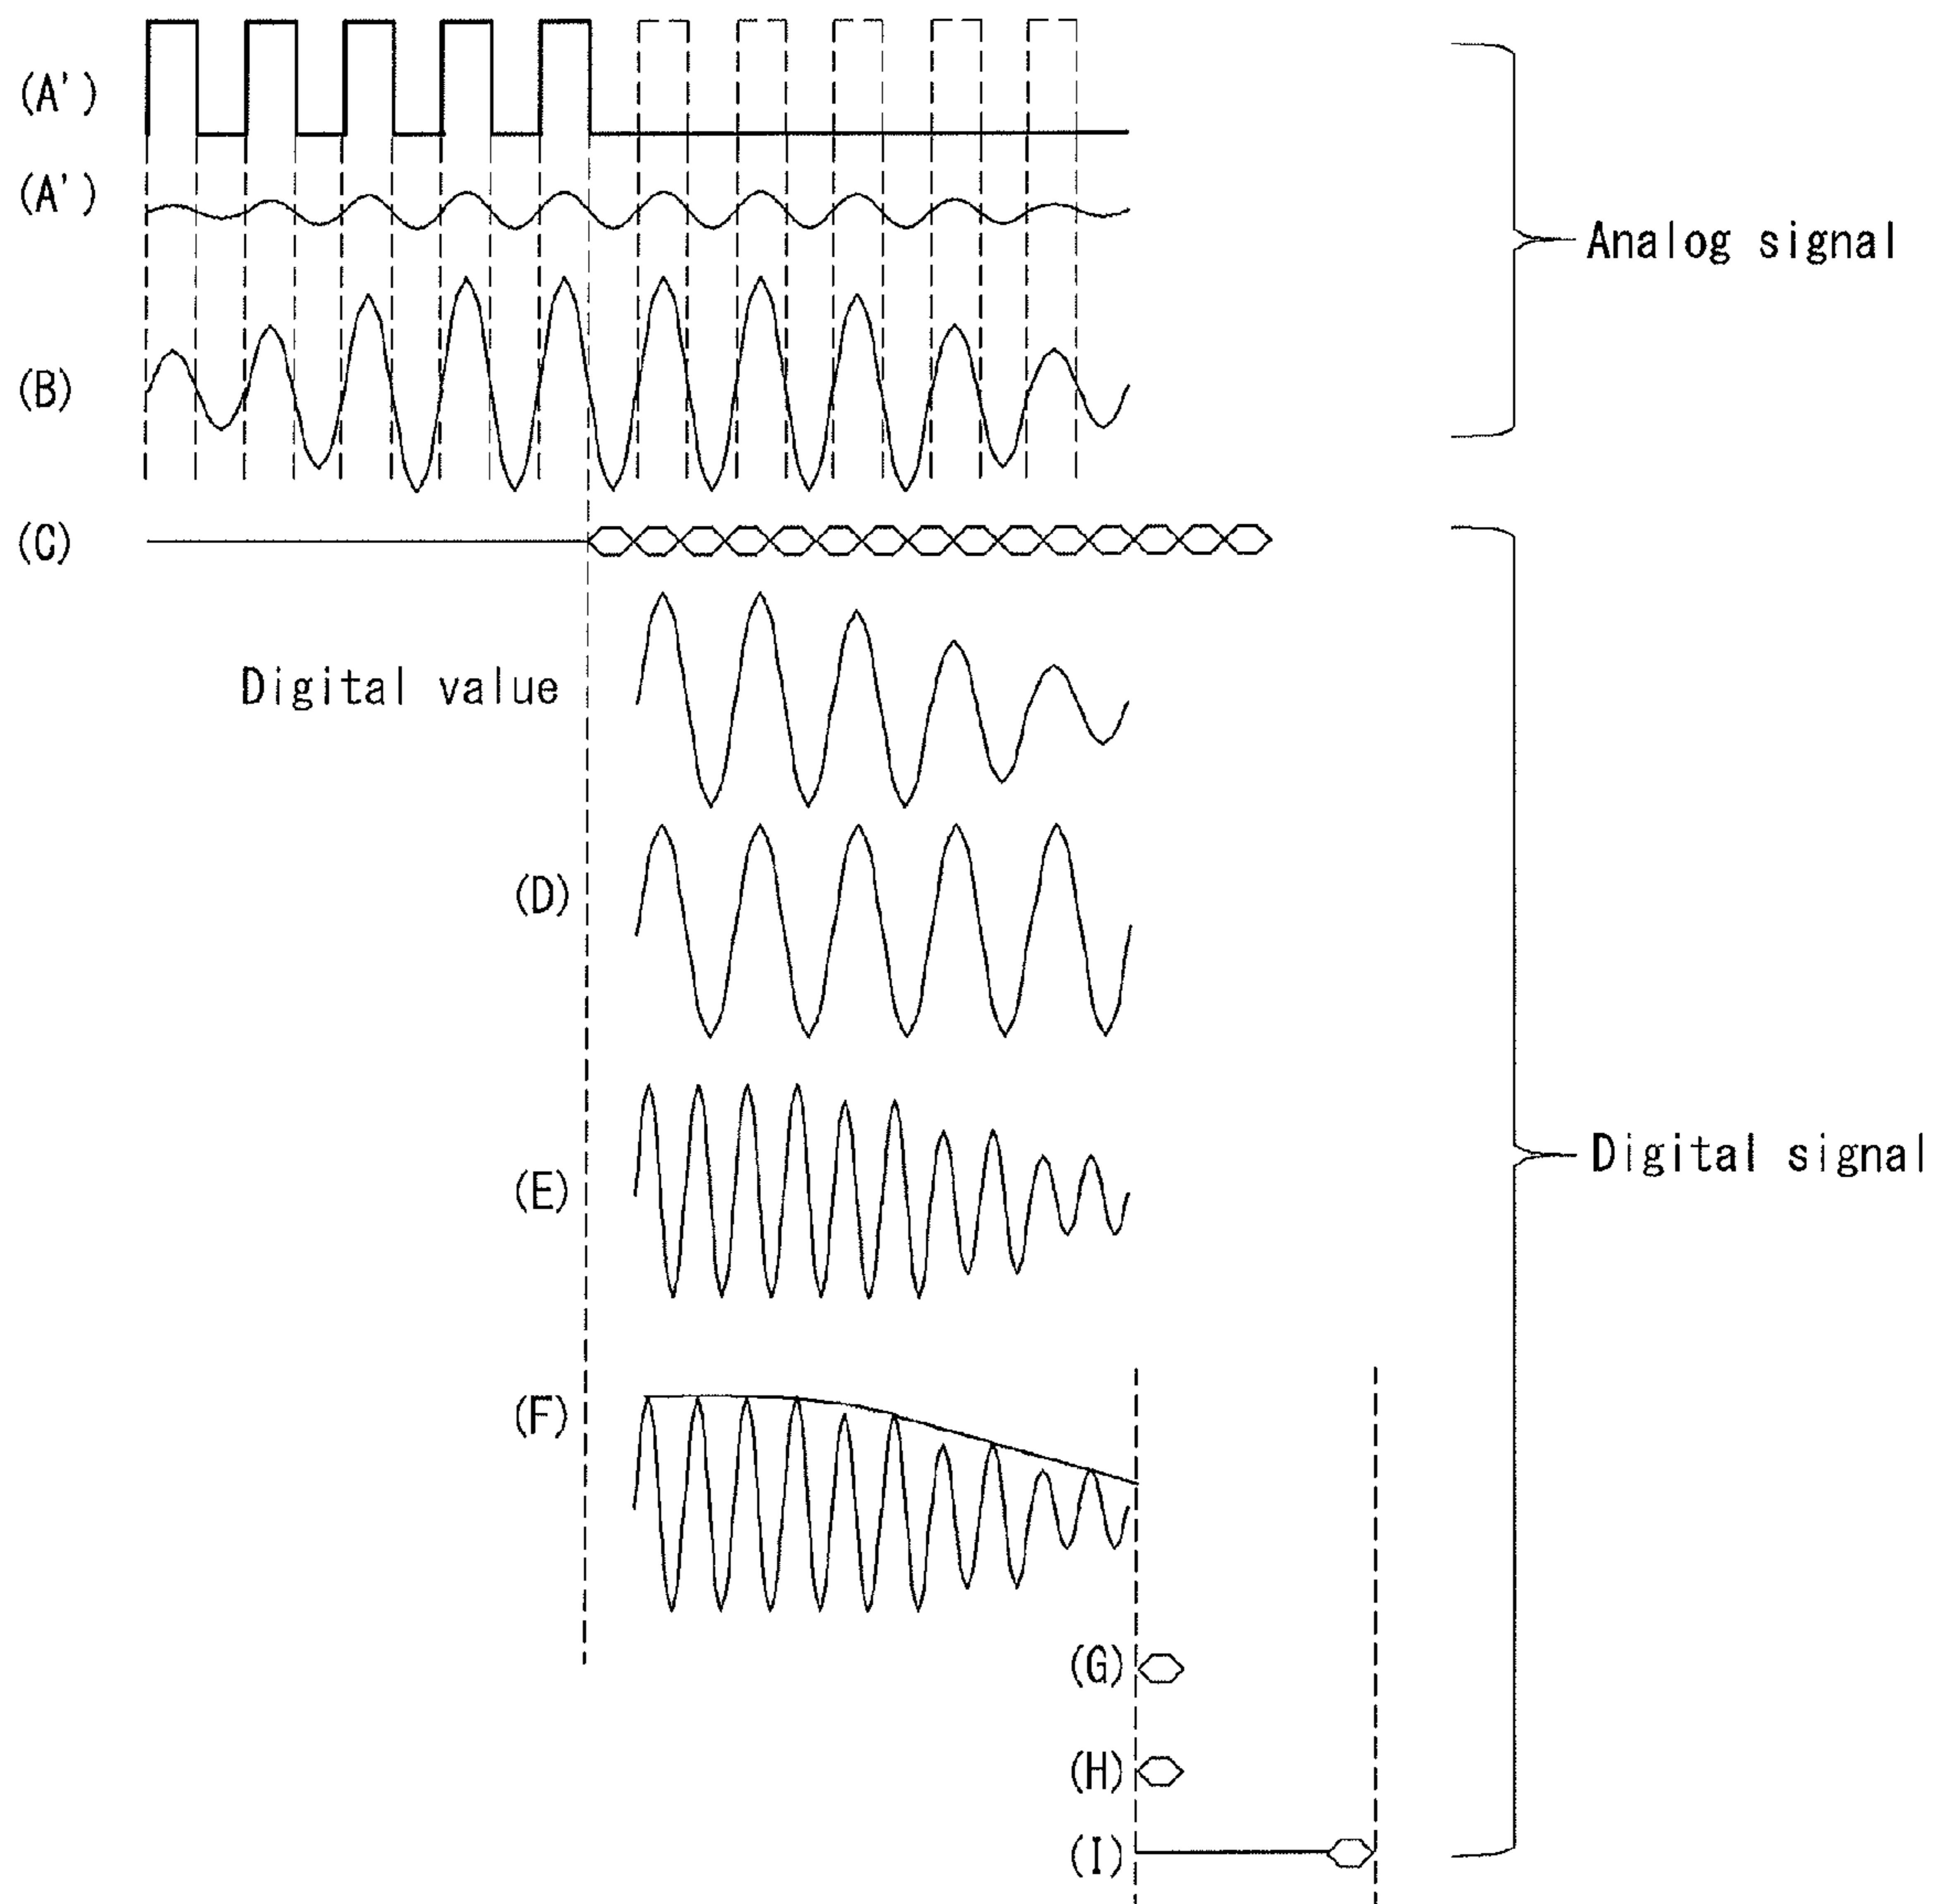 (A')
(A')
Analog signal
(B)
(C)
Digital value
(D)
Digital signal
(E)
(F)
(G)
(H)
(I)